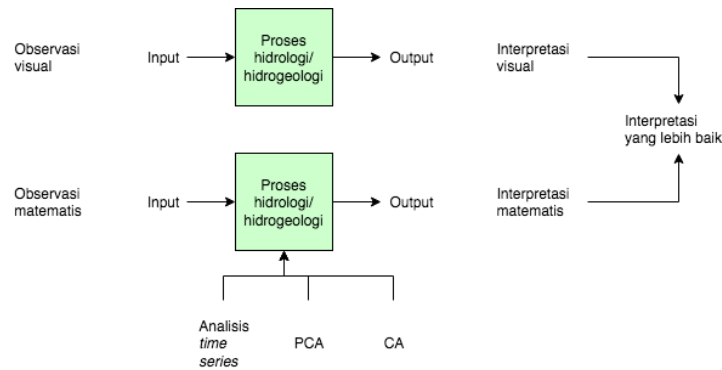 Observasi
visual
Input
Proses
hidrologi/
hidrogeologi
Output
Interpretasi
visual
Interpretasi
yang lebih baik
Observasi
matematis
Input
Proses
hidrologi/
hidrogeologi
Output
Interpretasi
matematis
Analisis
time
series
PCA
CA